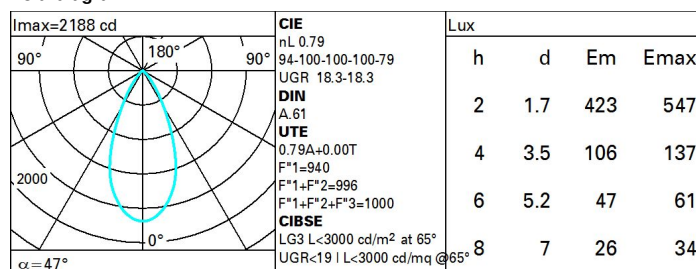 Imax=2188 cd
90° 180° 90°
2000
0°
α=47°
CIE
nL 0.79
94-100-100-100-79
UGR 18.3-18.3
DIN
A.61
UTE
0.79A+0.00T
F"1=940
F"1+F"2=996
F"1+F"2+F"3=1000
CIBSE
LG3 L<3000 cd/m² at 65°
UGR<19 | L<3000 cd/mq @65°
Lux
h d Em Emax
2 1.7 423 547
4 3.5 106 137
6 5.2 47 61
8 7 26 34